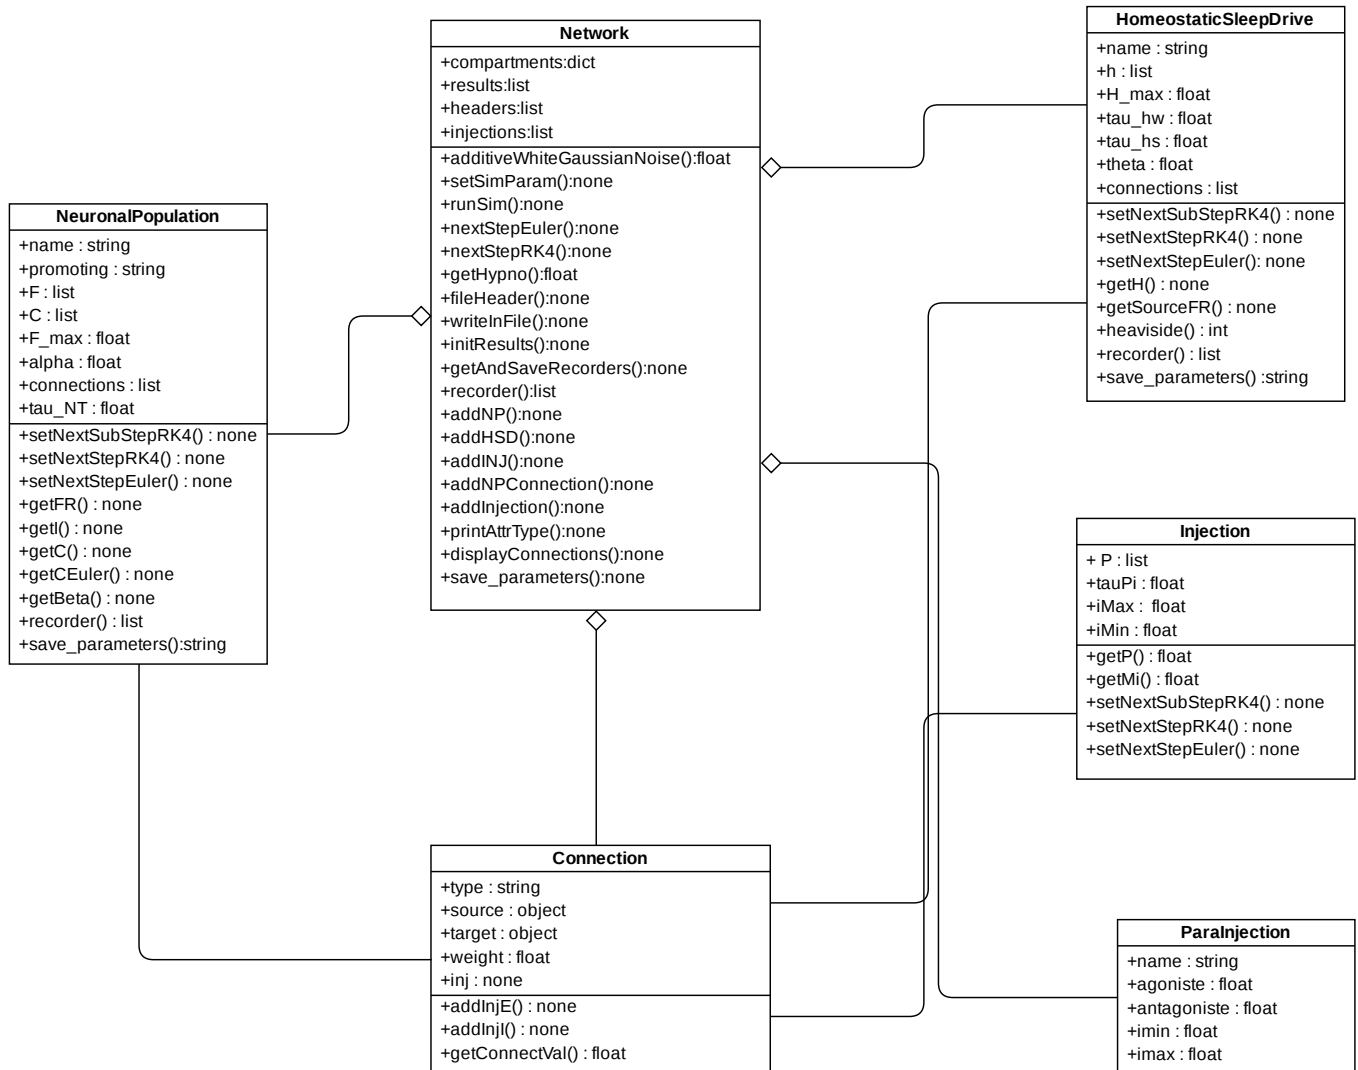 Network
+compartments:dict
+results:list
+headers:list
+injections:list
+additiveWhiteGaussianNoise():float
+setSimParam():none
+runSim():none
+nextStepEuler():none
+nextStepRK4():none
+getHypno():float
+fileHeader():none
+writeInFile():none
+initResults():none
+getAndSaveRecorders():none
+recorder():list
+addNP():none
+addHSD():none
+addINJ():none
+addNPConnection():none
+addInjection():none
+printAttrType():none
+displayConnections():none
+save_parameters():none
HomeostaticSleepDrive
+name : string
+h : list
+H_max : float
+tau_hw : float
+tau_hs : float
+theta : float
+connections : list
+setNextSubStepRK4() : none
+setNextStepRK4() : none
+setNextStepEuler(): none
+getH() : none
+getSourceFR() : none
+heaviside() : int
+recorder() : list
+save_parameters() :string
NeuronalPopulation
+name : string
+promoting : string
+F : list
+C : list
+F_max : float
+alpha : float
+connections : list
+tau_NT : float
+setNextSubStepRK4() : none
+setNextStepRK4() : none
+setNextStepEuler() : none
+getFR() : none
+getI() : none
+getC() : none
+getCEuler() : none
+getBeta() : none
+recorder() : list
+save_parameters():string
Injection
+ P : list
+tauPi : float
+iMax :  float
+iMin : float
+getP() : float
+getMi() : float
+setNextSubStepRK4() : none
+setNextStepRK4() : none
+setNextStepEuler() : none
Connection
+type : string
+source : object
+target : object
+weight : float
+inj : none
+addInjE() : none
+addInjI() : none
+getConnectVal() : float
ParaInjection
+name : string
+agoniste : float
+antagoniste : float
+imin : float
+imax : float